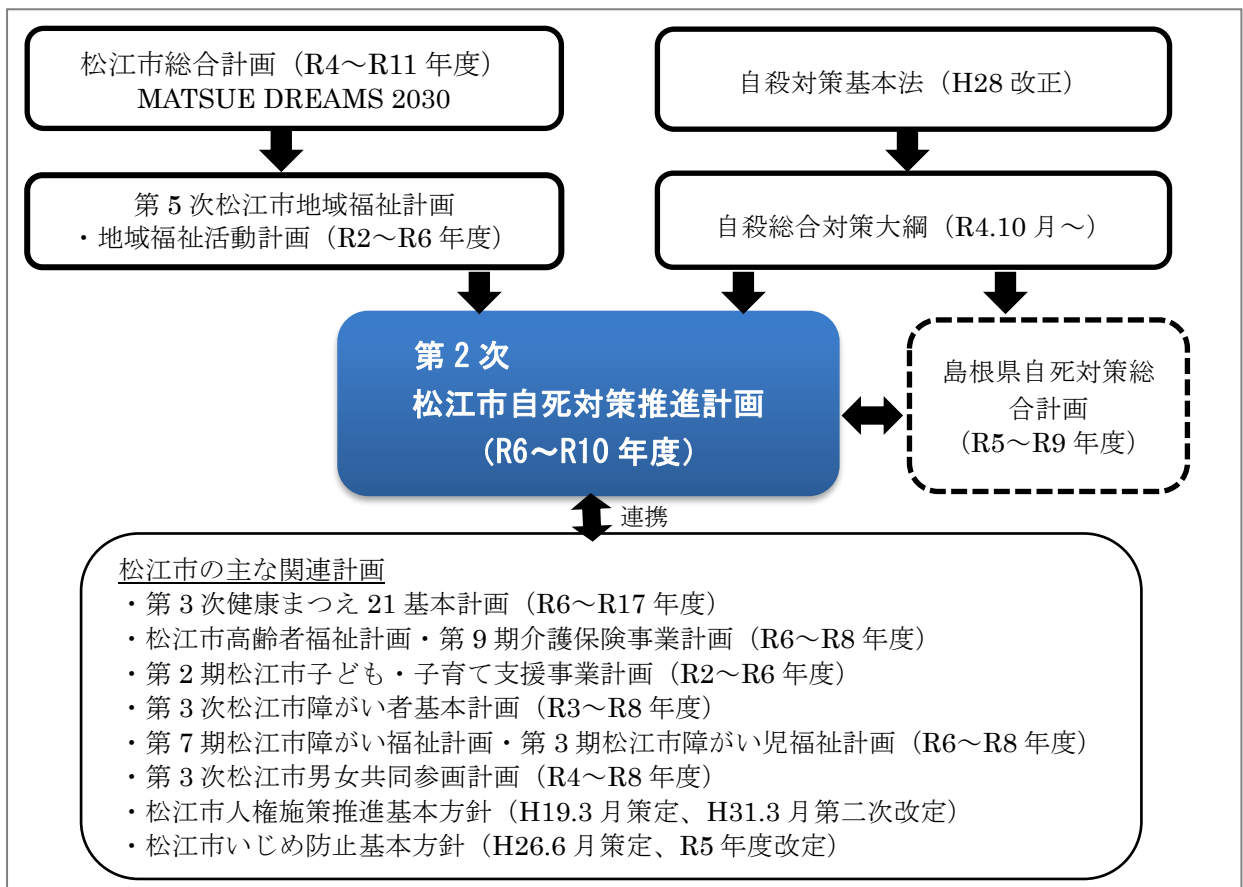 松江市総合計画（R4～R11 年度）
MATSUE DREAMS 2030
自殺対策基本法（H28 改正）
第 5 次松江市地域福祉計画
・地域福祉活動計画（R2～R6 年度）
自殺総合対策大綱（R4.10 月～）
第 2 次
松江市自死対策推進計画
（R6～R10 年度）
島根県自死対策総
合計画
（R5～R9 年度）
連携
松江市の主な関連計画
・第 3 次健康まつえ 21 基本計画（R6～R17 年度）
・松江市高齢者福祉計画・第 9 期介護保険事業計画（R6～R8 年度）
・第 2 期松江市子ども・子育て支援事業計画（R2～R6 年度）
・第 3 次松江市障がい者基本計画（R3～R8 年度）
・第 7 期松江市障がい福祉計画・第 3 期松江市障がい児福祉計画（R6～R8 年度）
・第 3 次松江市男女共同参画計画（R4～R8 年度）
・松江市人権施策推進基本方針（H19.3 月策定、H31.3 月第二次改定）
・松江市いじめ防止基本方針（H26.6 月策定、R5 年度改定）